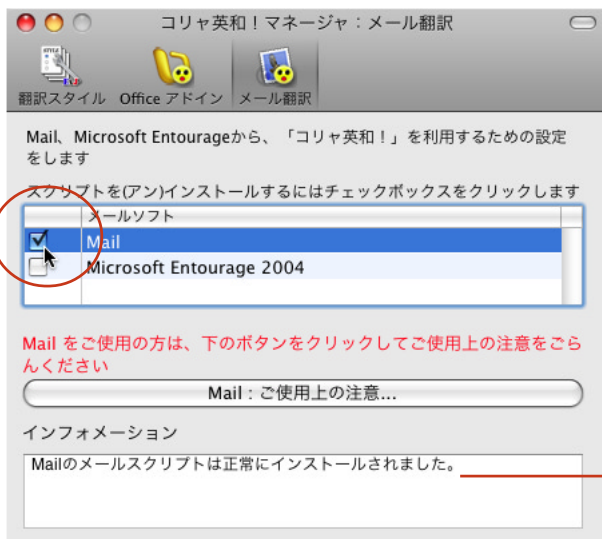 コリャ英和！マネージャ：メール翻訳
翻訳スタイル Office アドイン メール翻訳
Mail、Microsoft Entourageから、「コリャ英和！」を利用するための設定
をします
スクリプトを(アン)インストールするにはチェックボックスをクリックします
メールソフト
Mail
Microsoft Entourage 2004
Mail をご使用の方は、下のボタンをクリックしてご使用上の注意をごら
んください
Mail：ご使用上の注意...
インフォメーション
Mailのメールスクリプトは正常にインストールされました。